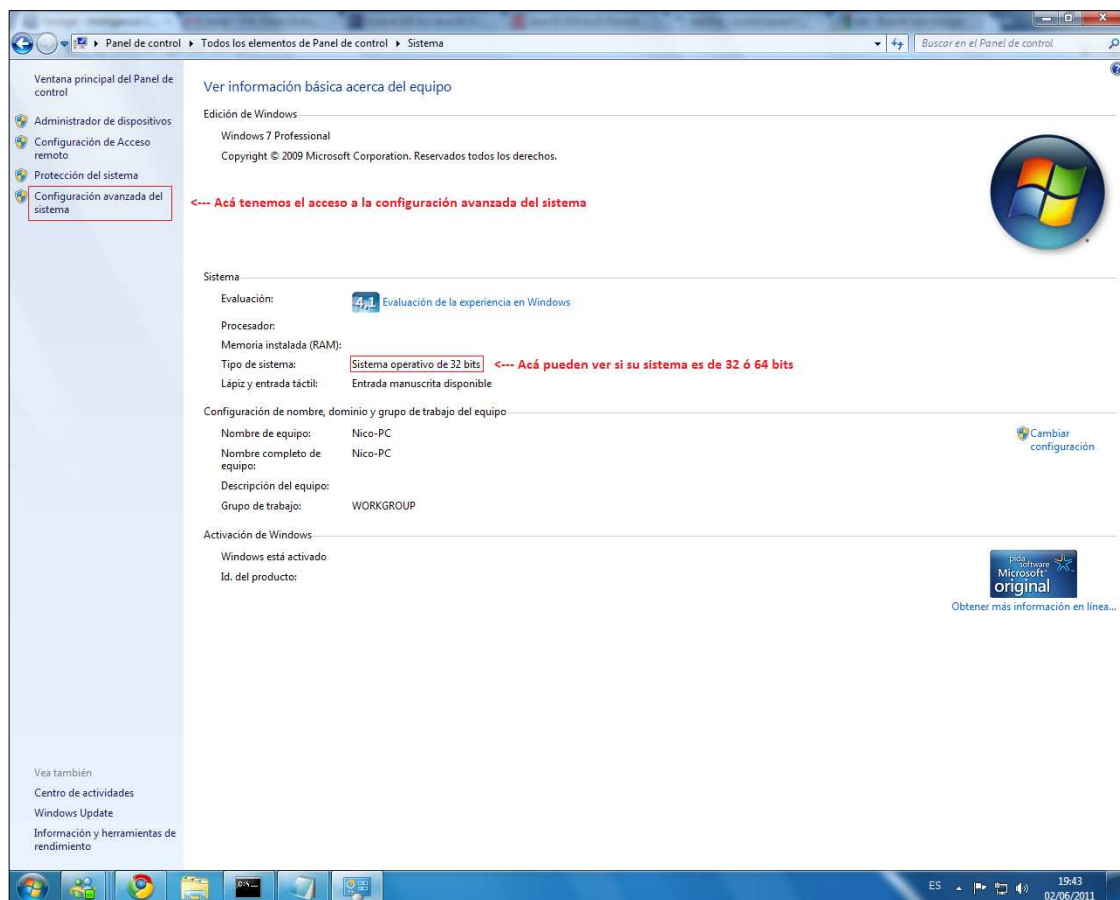 Panel de control ▸ Todos los elementos de Panel de control ▸ Sistema
Buscar en el Panel de control
Ventana principal del Panel de
control
Administrador de dispositivos
Configuración de Acceso
remoto
Protección del sistema
Configuración avanzada del
sistema
Vea también
Centro de actividades
Windows Update
Información y herramientas de
rendimiento
Ver información básica acerca del equipo
Edición de Windows
Windows 7 Professional
Copyright © 2009 Microsoft Corporation. Reservados todos los derechos.
<--- Acá tenemos el acceso a la configuración avanzada del sistema
Sistema
Evaluación: 4,1 Evaluación de la experiencia en Windows
Procesador:
Memoria instalada (RAM):
Tipo de sistema: Sistema operativo de 32 bits <--- Acá pueden ver si su sistema es de 32 ó 64 bits
Lápiz y entrada táctil: Entrada manuscrita disponible
Configuración de nombre, dominio y grupo de trabajo del equipo
Nombre de equipo: Nico-PC
Cambiar
configuración
Nombre completo de
equipo: Nico-PC
Descripción del equipo:
Grupo de trabajo: WORKGROUP
Activación de Windows
Windows está activado
Id. del producto:
pida
software
Microsoft
original
Obtener más información en línea...
ES
19:43
02/06/2011